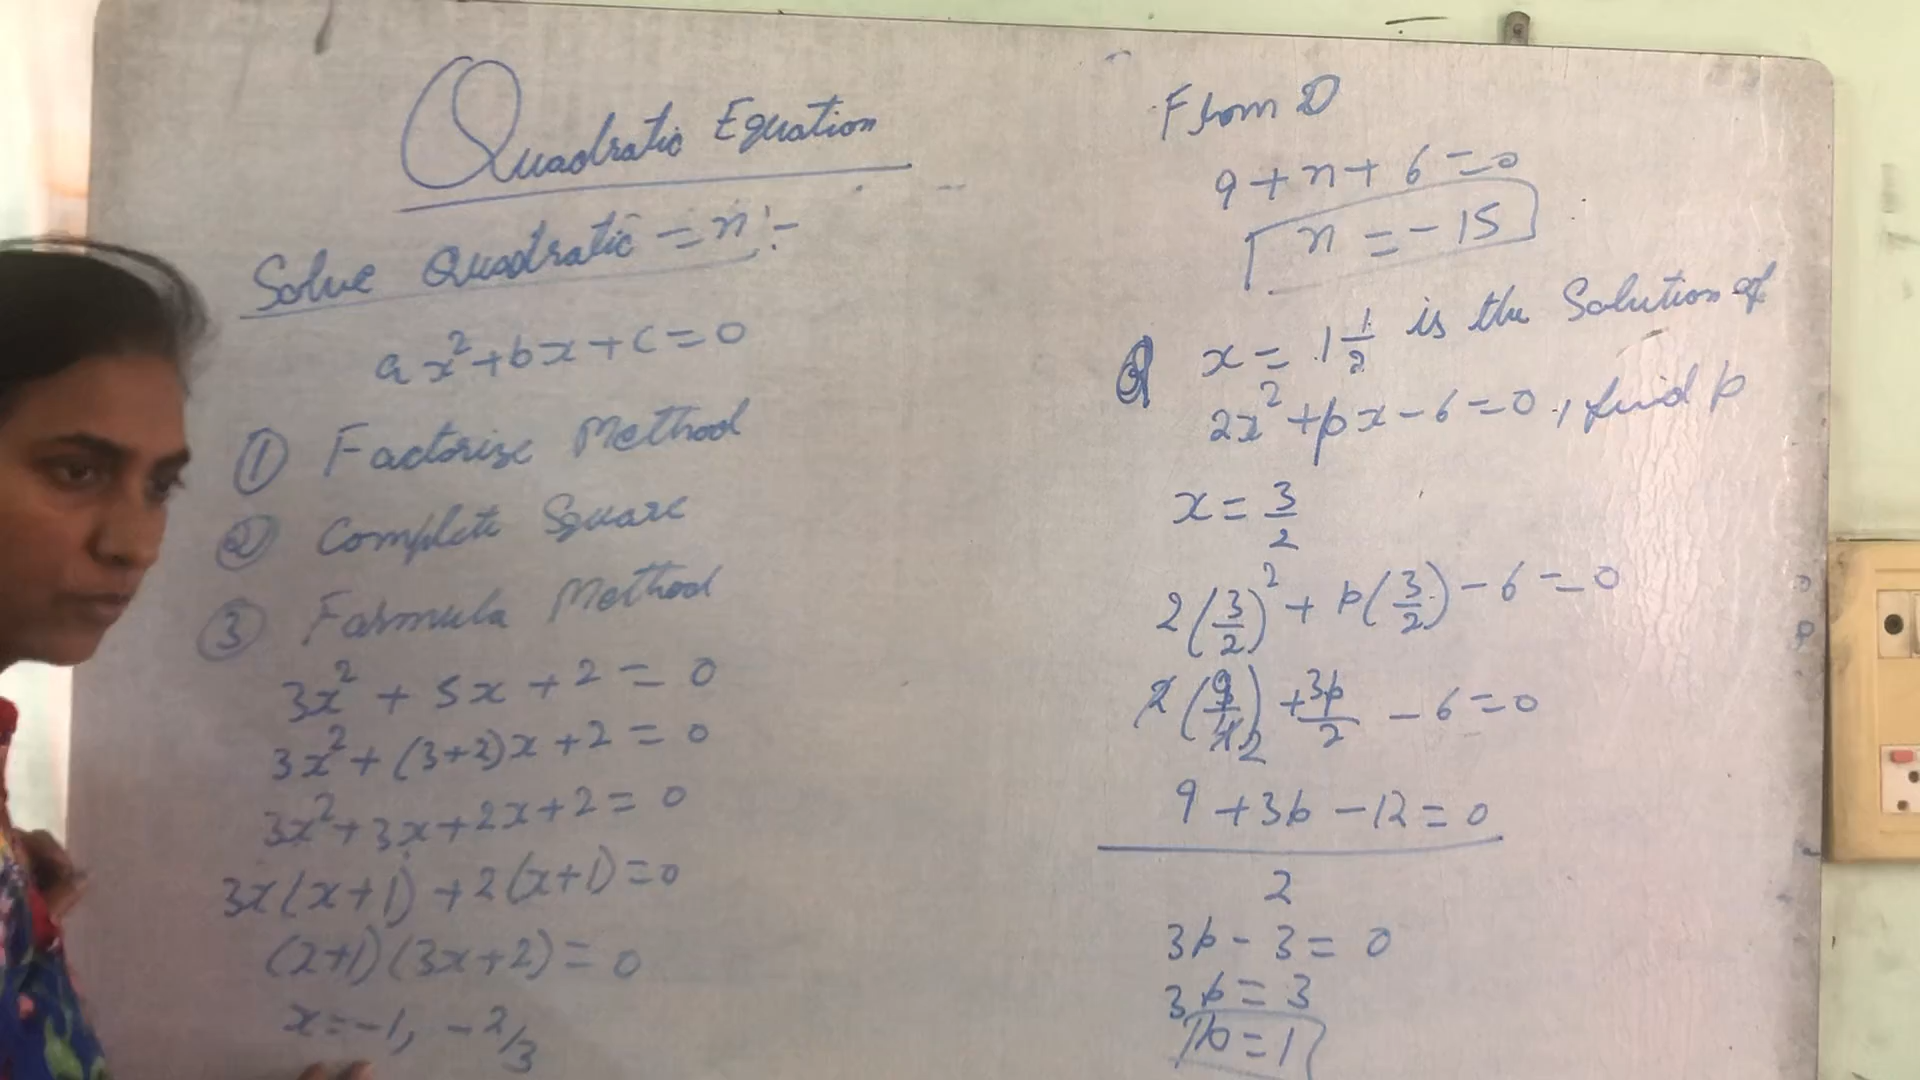 Quadratic Equation
Solve Quadratic = n :-
ax² + bx + c = 0
① Factorise Method
② Complete Square
③ Formula Method
3x² + 5x + 2 = 0
3x² + (3+2)x + 2 = 0
3x² + 3x + 2x + 2 = 0
3x(x+1) + 2(x+1) = 0
(2+1)(3x+2) = 0
x = -1, -2/3
From ②
9 + n + 6 = 0
n = -15
Q x = 1 1/2 is the Solution of
2x² + px - 6 = 0, find p
x = 3/2
2(3/2)² + p(3/2) - 6 = 0
2(9/4) + 3p/2 - 6 = 0
2
9 + 3p - 12 = 0
2
3p - 3 = 0
3p = 3
p = 1